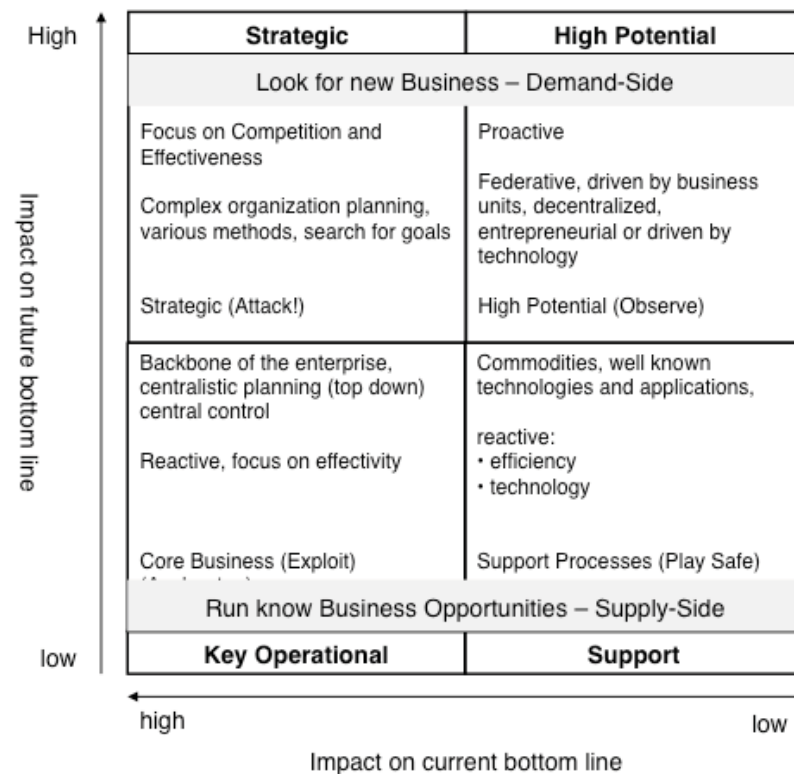 High
Strategic
High Potential
Look for new Business – Demand-Side
Focus on Competition and
Effectiveness
Complex organization planning,
various methods, search for goals
Strategic (Attack!)
Proactive
Federative, driven by business
units, decentralized,
entrepreneurial or driven by
technology
High Potential (Observe)
Impact on future bottom line
Backbone of the enterprise,
centralistic planning (top down)
central control
Reactive, focus on effectivity
Core Business (Exploit)
Commodities, well known
technologies and applications,
reactive:
• efficiency
• technology
Support Processes (Play Safe)
Run know Business Opportunities – Supply-Side
low
Key Operational
Support
high
low
Impact on current bottom line